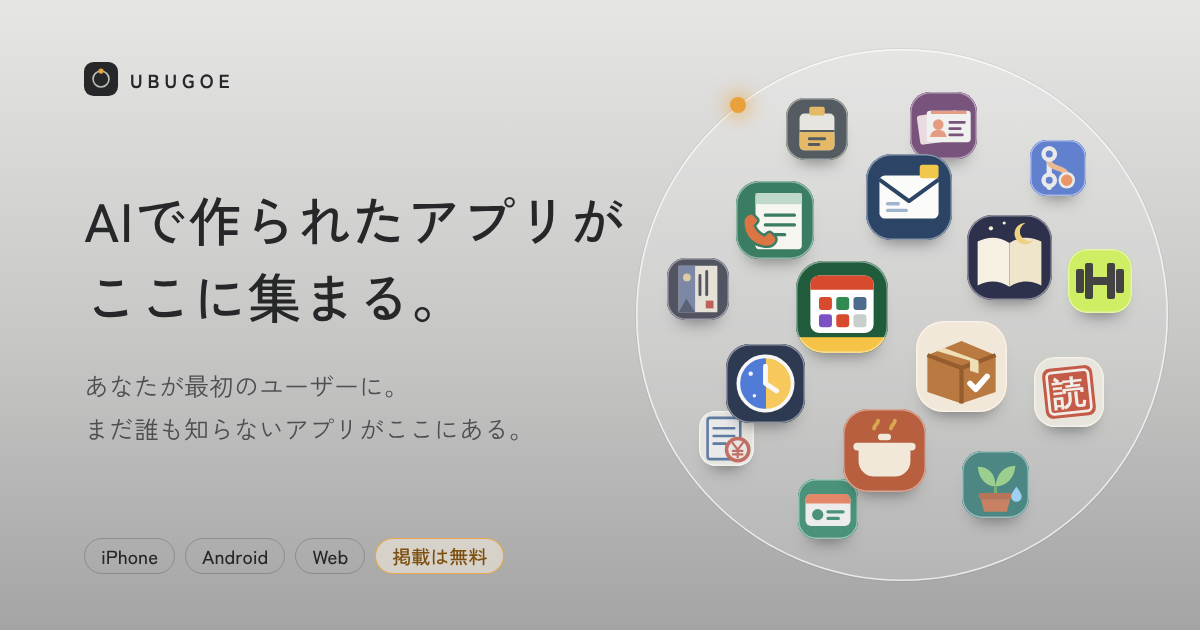 UBUGOE
AIで作られたアプリが
ここに集まる。
あなたが最初のユーザーに。
まだ誰も知らないアプリがここにある。
iPhone
Android
Web
掲載は無料
読
¥